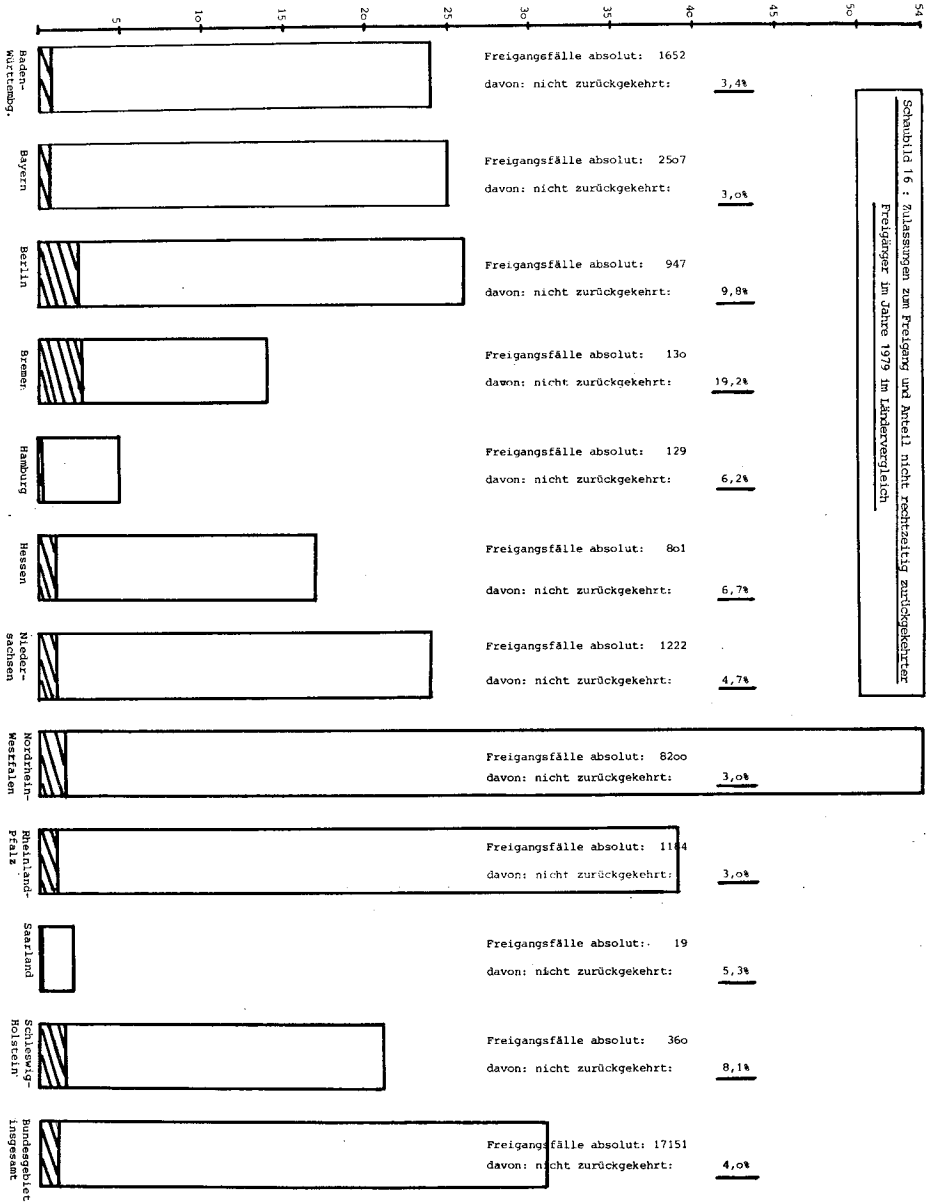 5
1o
15
2o
25
3o
35
4o
45
5o
54
Schaubild 16 : Zulassungen zum Freigang und Anteil nicht rechtzeitig zurückgekehrter
Freigänger im Jahre 1979 im Ländervergleich
Baden-
Württembg.
Freigangsfälle absolut: 1652
davon: nicht zurückgekehrt: 3,4%
Bayern
Freigangsfälle absolut: 25o7
davon: nicht zurückgekehrt: 3,o%
Berlin
Freigangsfälle absolut: 947
davon: nicht zurückgekehrt: 9,8%
Bremen
Freigangsfälle absolut: 13o
davon: nicht zurückgekehrt: 19,2%
Hamburg
Freigangsfälle absolut: 129
davon: nicht zurückgekehrt: 6,2%
Hessen
Freigangsfälle absolut: 8o1
davon: nicht zurückgekehrt: 6,7%
Nieder-
sachsen
Freigangsfälle absolut: 1222
davon: nicht zurückgekehrt: 4,7%
Nordrhein-
Westfalen
Freigangsfälle absolut: 82oo
davon: nicht zurückgekehrt: 3,o%
Rheinland-
Pfalz
Freigangsfälle absolut: 1184
davon: nicht zurückgekehrt: 3,o%
Saarland
Freigangsfälle absolut: 19
davon: nicht zurückgekehrt: 5,3%
Schleswig-
Holstein
Freigangsfälle absolut: 36o
davon: nicht zurückgekehrt: 8,1%
Bundesgebiet
insgesamt
Freigangsfälle absolut: 17151
davon: nicht zurückgekehrt: 4,o%